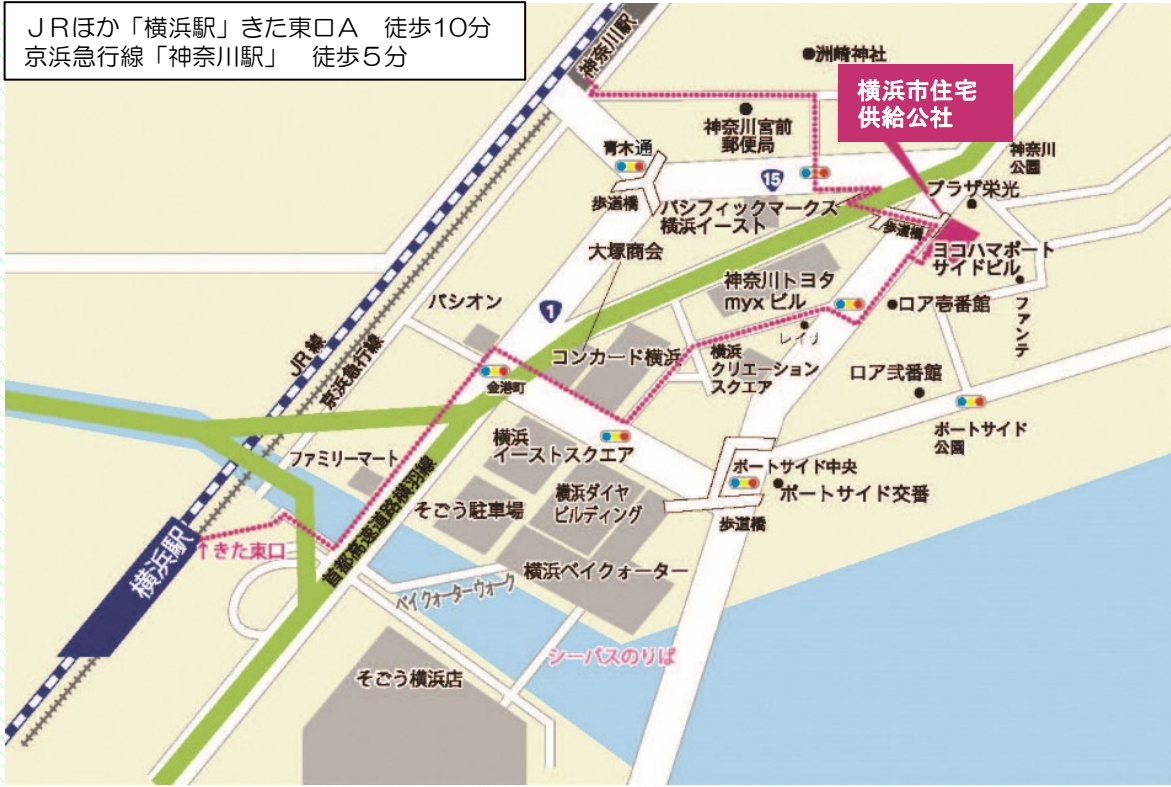 ＪＲほか「横浜駅」きた東口Ａ　徒歩10分
京浜急行線「神奈川駅」　徒歩５分
神奈川駅
●洲崎神社
横浜市住宅
供給公社
神奈川宮前
郵便局
神奈川
公園
青木通
15
プラザ栄光
歩道橋
パシフィックマークス
横浜イースト
歩道橋
大塚商会
ヨコハマポート
サイドビル
神奈川トヨタ
myx ビル
パシオン
1
ロア壱番館
ファンテ
JR線
京浜急行線
コンカード横浜
横浜
クリエーション
スクエア
ロア弐番館
金港町
横浜
イーストスクエア
ポートサイド
公園
ファミリーマート
ポートサイド中央
横浜ダイヤ
ビルディング
ポートサイド交番
そごう駐車場
歩道橋
首都高速道路横羽線
横浜駅
↑きた東口
横浜ベイクォーター
ベイクォーターウォーク
シーバスのりば
そごう横浜店